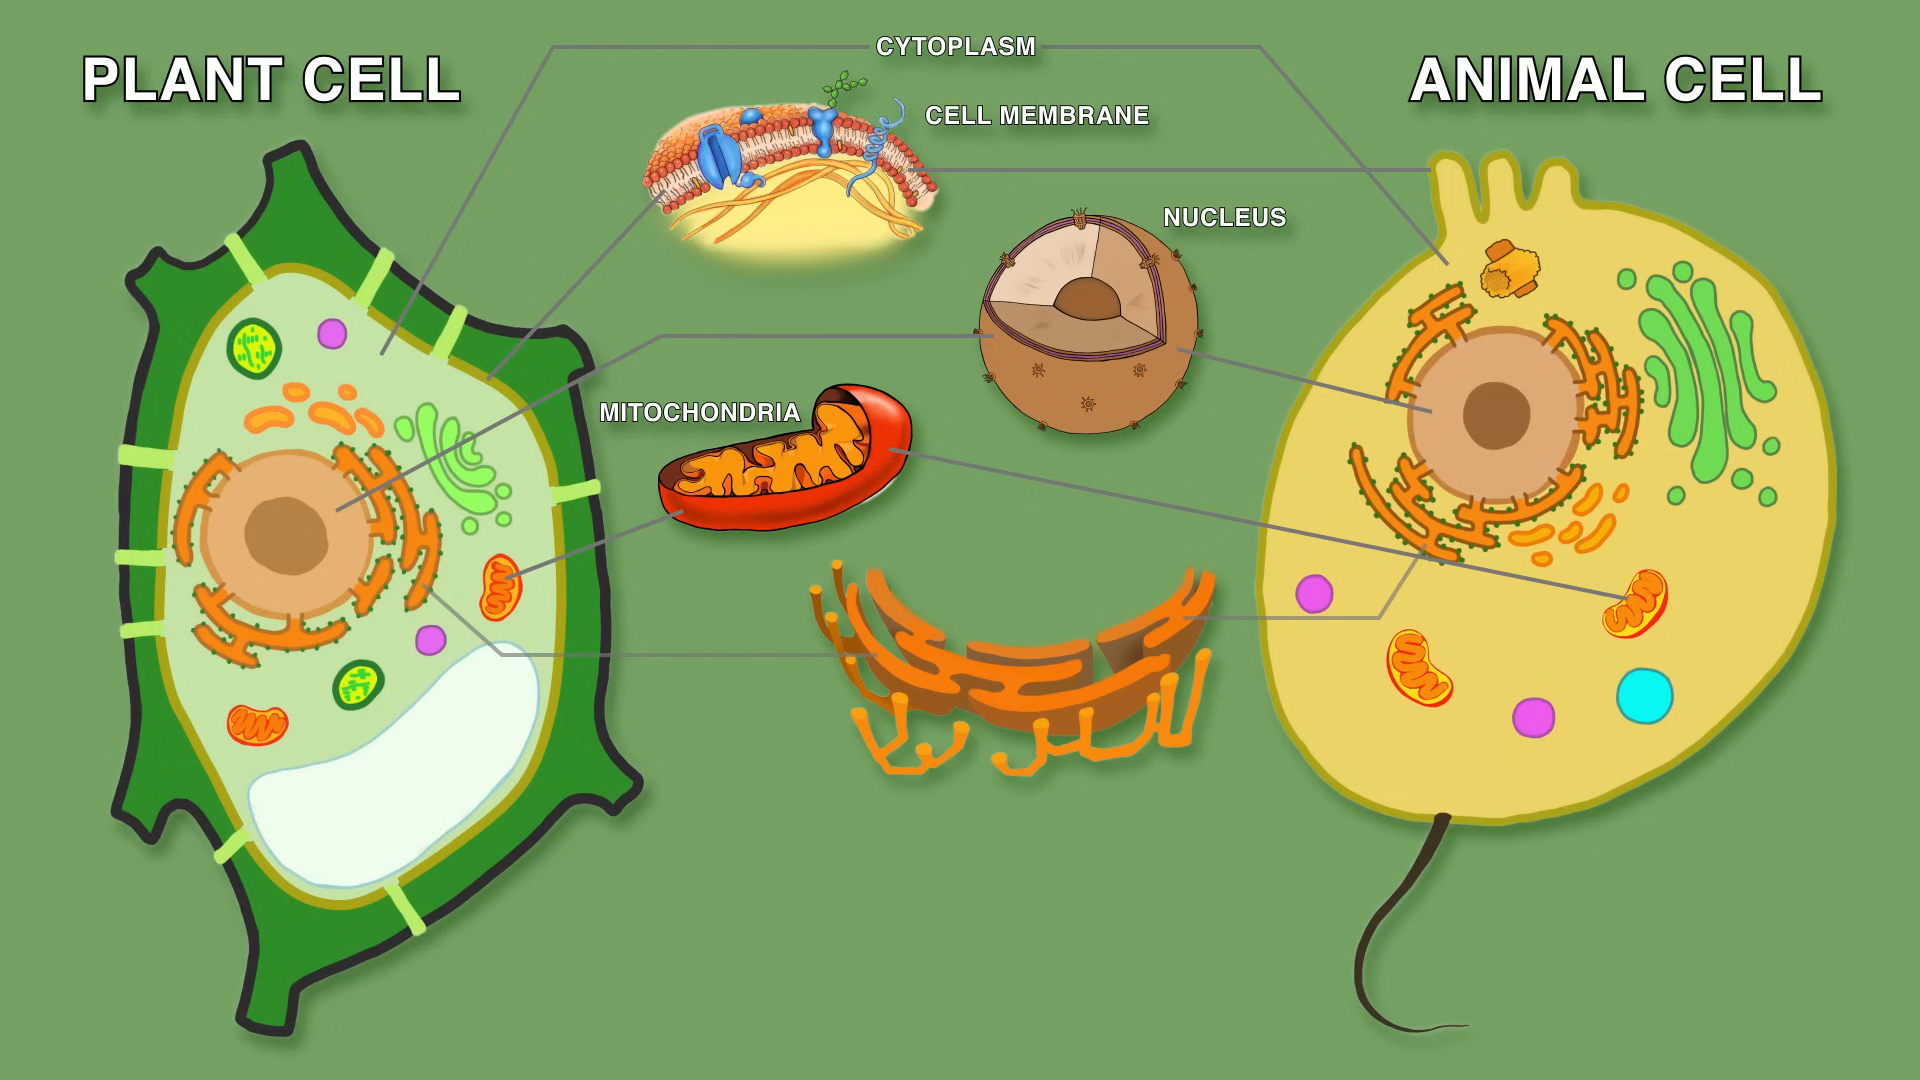 PLANT CELL
CYTOPLASM
ANIMAL CELL
CELL MEMBRANE
NUCLEUS
MITOCHONDRIA